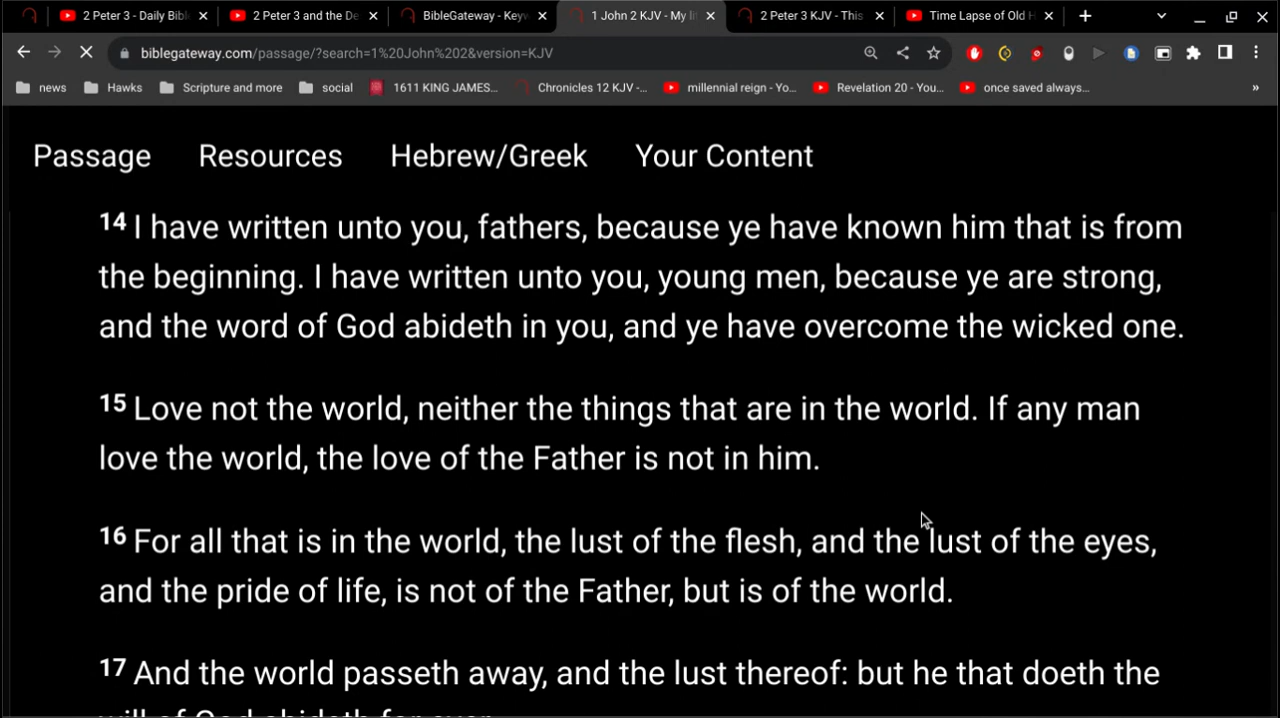 2 Peter 3 - Daily Bibl
2 Peter 3 and the De
BibleGateway - Keyw
1 John 2 KJV - My li
2 Peter 3 KJV - This
Time Lapse of Old H
biblegateway.com/passage/?search=1%20John%202&version=KJV
news
Hawks
Scripture and more
social
1611 KING JAMES...
Chronicles 12 KJV -...
millennial reign - Yo...
Revelation 20 - You...
once saved always...
»
Passage Resources Hebrew/Greek Your Content
14 I have written unto you, fathers, because ye have known him that is from
the beginning. I have written unto you, young men, because ye are strong,
and the word of God abideth in you, and ye have overcome the wicked one.
15 Love not the world, neither the things that are in the world. If any man
love the world, the love of the Father is not in him.
16 For all that is in the world, the lust of the flesh, and the lust of the eyes,
and the pride of life, is not of the Father, but is of the world.
17 And the world passeth away, and the lust thereof: but he that doeth the
will of God abideth for ever.